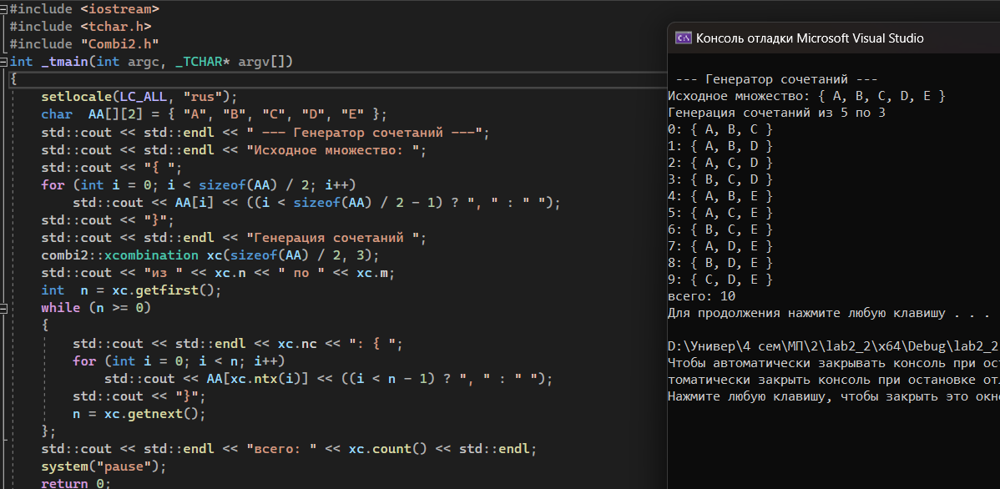 #include <iostream>
#include <tchar.h>
#include "Combi2.h"
int _tmain(int argc, _TCHAR* argv[])
{
setlocale(LC_ALL, "rus");
char  AA[][2] = { "A", "B", "C", "D", "E" };
std::cout << std::endl << " --- Генератор сочетаний ---";
std::cout << std::endl << "Исходное множество: ";
std::cout << "{ ";
for (int i = 0; i < sizeof(AA) / 2; i++)
std::cout << AA[i] << ((i < sizeof(AA) / 2 - 1) ? ", " : " ");
std::cout << "}";
std::cout << std::endl << "Генерация сочетаний ";
combi2::xcombination xc(sizeof(AA) / 2, 3);
std::cout << "из " << xc.n << " по " << xc.m;
int  n = xc.getfirst();
while (n >= 0)
{
std::cout << std::endl << xc.nc << ": { ";
for (int i = 0; i < n; i++)
std::cout << AA[xc.ntx(i)] << ((i < n - 1) ? ", " : " ");
std::cout << "}";
n = xc.getnext();
};
std::cout << std::endl << "всего: " << xc.count() << std::endl;
system("pause");
return 0;
Консоль отладки Microsoft Visual Studio
--- Генератор сочетаний ---
Исходное множество: { A, B, C, D, E }
Генерация сочетаний из 5 по 3
0: { A, B, C }
1: { A, B, D }
2: { A, C, D }
3: { B, C, D }
4: { A, B, E }
5: { A, C, E }
6: { B, C, E }
7: { A, D, E }
8: { B, D, E }
9: { C, D, E }
всего: 10
Для продолжения нажмите любую клавишу . . .
D:\Универ\4 сем\МП\2\lab2_2\x64\Debug\lab2_2
Чтобы автоматически закрывать консоль при ост
томатически закрыть консоль при остановке отл
Нажмите любую клавишу, чтобы закрыть это окн